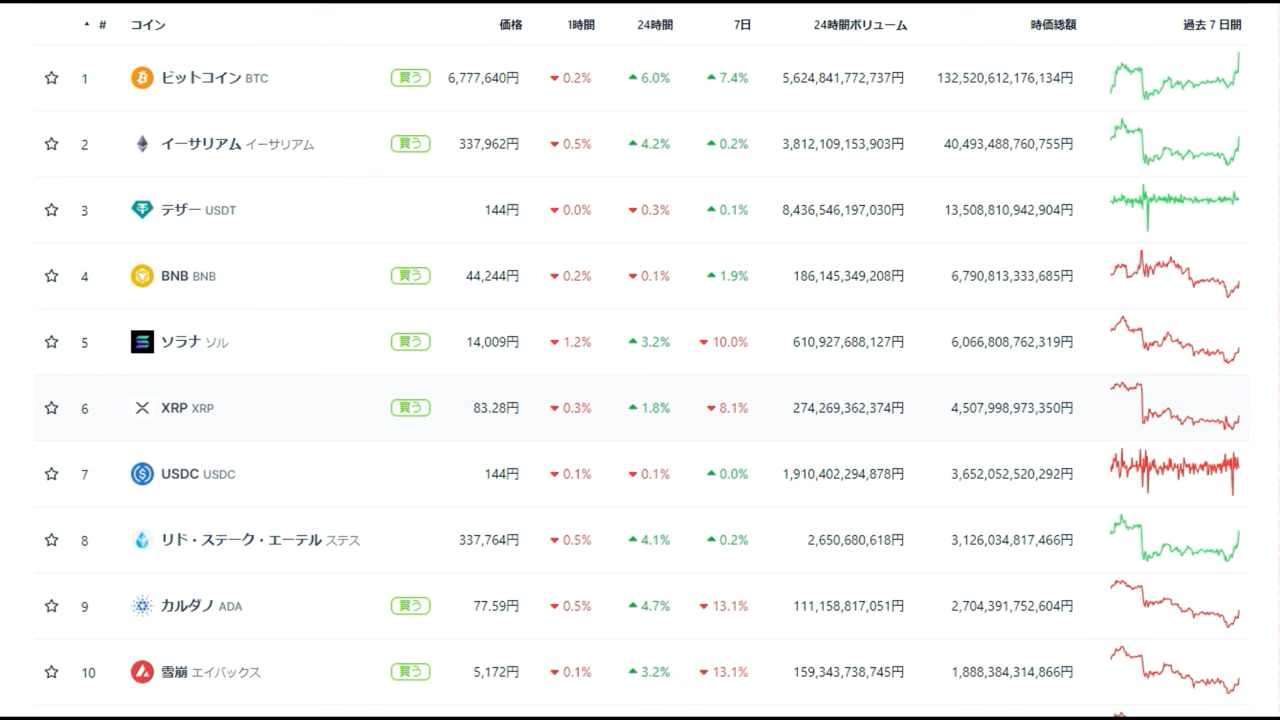 # コイン 価格 1時間 24時間 7日 24時間ボリューム 時価総額 過去 7 日間
1 ビットコイン BTC 買う 6,777,640円 0.2% 6.0% 7.4% 5,624,841,772,737円 132,520,612,176,134円
2 イーサリアム イーサリアム 買う 337,962円 0.5% 4.2% 0.2% 3,812,109,153,903円 40,493,488,760,755円
3 テザー USDT 144円 0.0% 0.3% 0.1% 8,436,546,197,030円 13,508,810,942,904円
4 BNB BNB 買う 44,244円 0.2% 0.1% 1.9% 186,145,349,208円 6,790,813,333,685円
5 ソラナ ソル 買う 14,009円 1.2% 3.2% 10.0% 610,927,688,127円 6,066,808,762,319円
6 XRP XRP 買う 83.28円 0.3% 1.8% 8.1% 274,269,362,374円 4,507,998,973,350円
7 USDC USDC 144円 0.1% 0.1% 0.0% 1,910,402,294,878円 3,652,052,520,292円
8 リド・ステーク・エーテル ステス 337,764円 0.5% 4.1% 0.2% 2,650,680,618円 3,126,034,817,466円
9 カルダノ ADA 買う 77.59円 0.5% 4.7% 13.1% 111,158,817,051円 2,704,391,752,604円
10 雪崩 エイバックス 買う 5,172円 0.1% 3.2% 13.1% 159,343,738,745円 1,888,384,314,866円